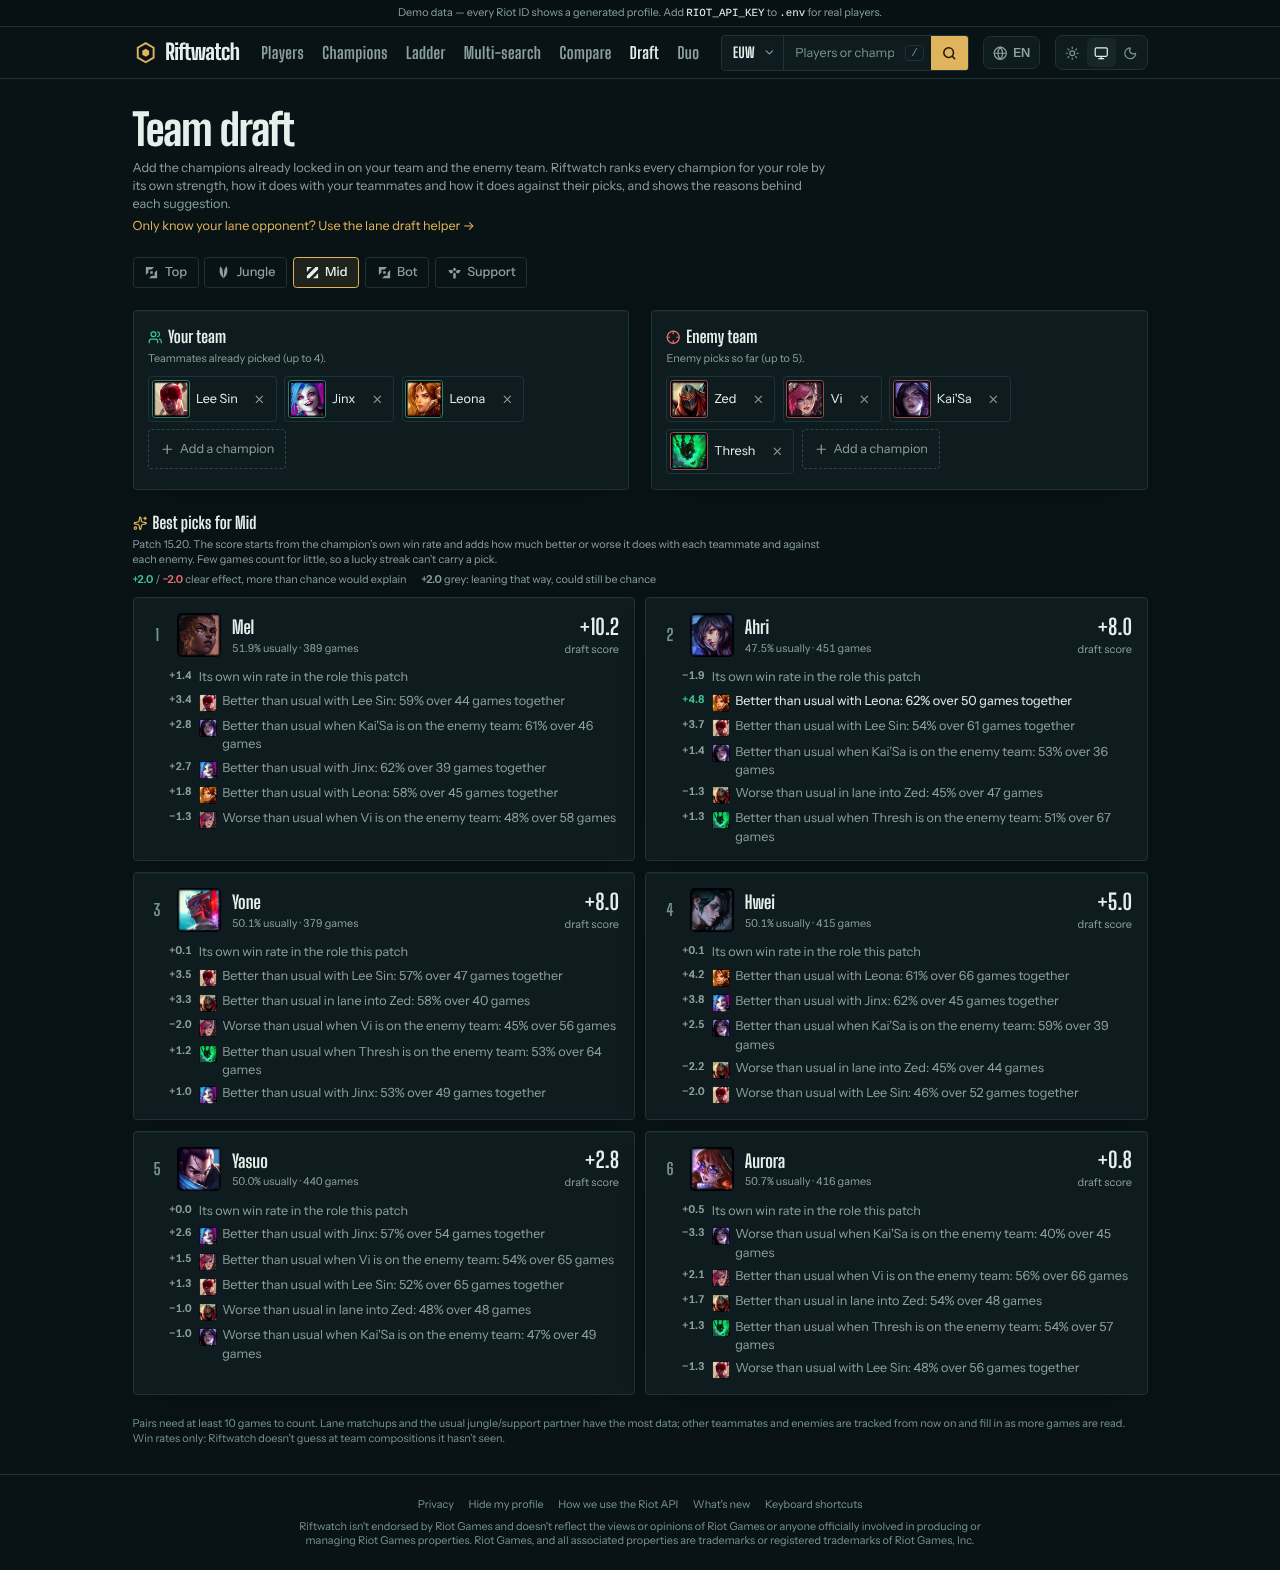 Demo data — every Riot ID shows a generated profile. Add RIOT_API_KEY to .env for real players.
Riftwatch Players Champions Ladder Multi-search Compare Draft Duo EUW Players or champ / EN
Team draft
Add the champions already locked in on your team and the enemy team. Riftwatch ranks every champion for your role by
its own strength, how it does with your teammates and how it does against their picks, and shows the reasons behind
each suggestion.
Only know your lane opponent? Use the lane draft helper →
Top Jungle Mid Bot Support
Your team
Teammates already picked (up to 4).
Lee Sin × Jinx × Leona ×
+ Add a champion
Enemy team
Enemy picks so far (up to 5).
Zed × Vi × Kai'Sa ×
Thresh × + Add a champion
Best picks for Mid
Patch 15.20. The score starts from the champion's own win rate and adds how much better or worse it does with each teammate and against
each enemy. Few games count for little, so a lucky streak can't carry a pick.
+2.0 / −2.0 clear effect, more than chance would explain +2.0 grey: leaning that way, could still be chance
1 Mel +10.2
51.9% usually · 389 games draft score
+1.4 Its own win rate in the role this patch
+3.4 Better than usual with Lee Sin: 59% over 44 games together
+2.8 Better than usual when Kai'Sa is on the enemy team: 61% over 46
games
+2.7 Better than usual with Jinx: 62% over 39 games together
+1.8 Better than usual with Leona: 58% over 45 games together
−1.3 Worse than usual when Vi is on the enemy team: 48% over 58 games
2 Ahri +8.0
47.5% usually · 451 games draft score
−1.9 Its own win rate in the role this patch
+4.8 Better than usual with Leona: 62% over 50 games together
+3.7 Better than usual with Lee Sin: 54% over 61 games together
+1.4 Better than usual when Kai'Sa is on the enemy team: 53% over 36
games
−1.3 Worse than usual in lane into Zed: 45% over 47 games
+1.3 Better than usual when Thresh is on the enemy team: 51% over 67
games
3 Yone +8.0
50.1% usually · 379 games draft score
+0.1 Its own win rate in the role this patch
+3.5 Better than usual with Lee Sin: 57% over 47 games together
+3.3 Better than usual in lane into Zed: 58% over 40 games
−2.0 Worse than usual when Vi is on the enemy team: 45% over 56 games
+1.2 Better than usual when Thresh is on the enemy team: 53% over 64
games
+1.0 Better than usual with Jinx: 53% over 49 games together
4 Hwei +5.0
50.1% usually · 415 games draft score
+0.1 Its own win rate in the role this patch
+4.2 Better than usual with Leona: 61% over 66 games together
+3.8 Better than usual with Jinx: 62% over 45 games together
+2.5 Better than usual when Kai'Sa is on the enemy team: 59% over 39
games
−2.2 Worse than usual in lane into Zed: 45% over 44 games
−2.0 Worse than usual with Lee Sin: 46% over 52 games together
5 Yasuo +2.8
50.0% usually · 440 games draft score
+0.0 Its own win rate in the role this patch
+2.6 Better than usual with Jinx: 57% over 54 games together
+1.5 Better than usual when Vi is on the enemy team: 54% over 65 games
+1.3 Better than usual with Lee Sin: 52% over 65 games together
−1.0 Worse than usual in lane into Zed: 48% over 48 games
−1.0 Worse than usual when Kai'Sa is on the enemy team: 47% over 49
games
6 Aurora +0.8
50.7% usually · 416 games draft score
+0.5 Its own win rate in the role this patch
−3.3 Worse than usual when Kai'Sa is on the enemy team: 40% over 45
games
+2.1 Better than usual when Vi is on the enemy team: 56% over 66 games
+1.7 Better than usual in lane into Zed: 54% over 48 games
+1.3 Better than usual when Thresh is on the enemy team: 54% over 57
games
−1.3 Worse than usual with Lee Sin: 48% over 56 games together
Pairs need at least 10 games to count. Lane matchups and the usual jungle/support partner have the most data; other teammates and enemies are tracked from now on and fill in as more games are read.
Win rates only: Riftwatch doesn't guess at team compositions it hasn't seen.
Privacy Hide my profile How we use the Riot API What's new Keyboard shortcuts
Riftwatch isn't endorsed by Riot Games and doesn't reflect the views or opinions of Riot Games or anyone officially involved in producing or
managing Riot Games properties. Riot Games, and all associated properties are trademarks or registered trademarks of Riot Games, Inc.